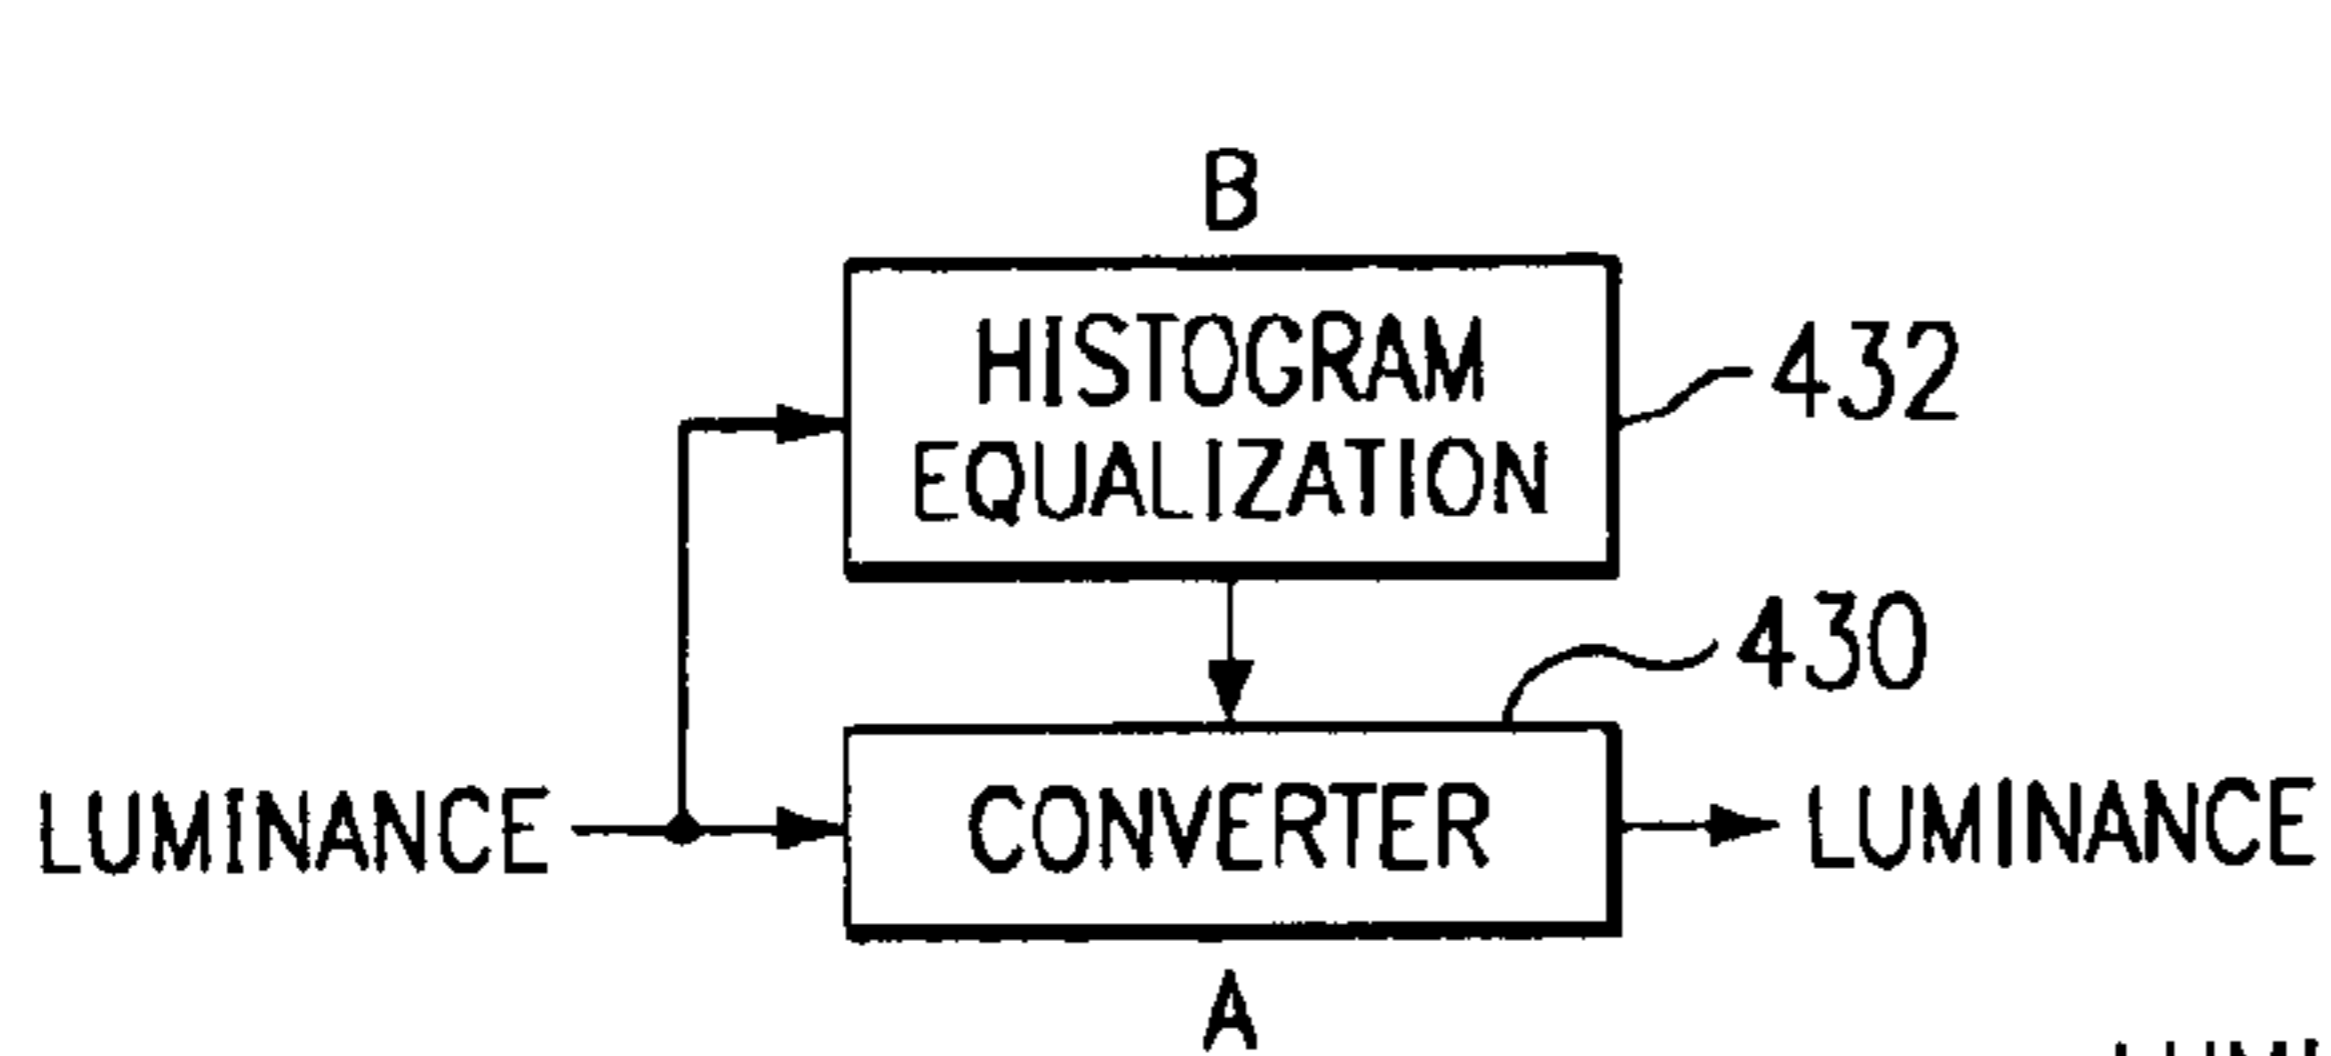 B
HISTOGRAM
EQUALIZATION
432
430
LUMINANCE
CONVERTER
LUMINANCE
A